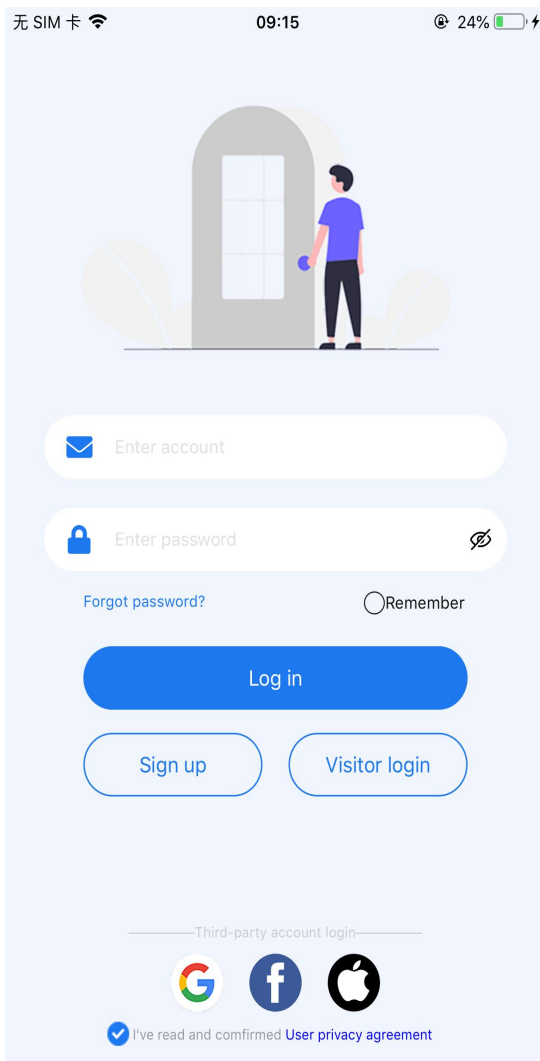 无 SIM 卡 09:15 24%
Enter account
Enter password
Forgot password? Remember
Log in
Sign up Visitor login
Third-party account login
I've read and comfirmed User privacy agreement